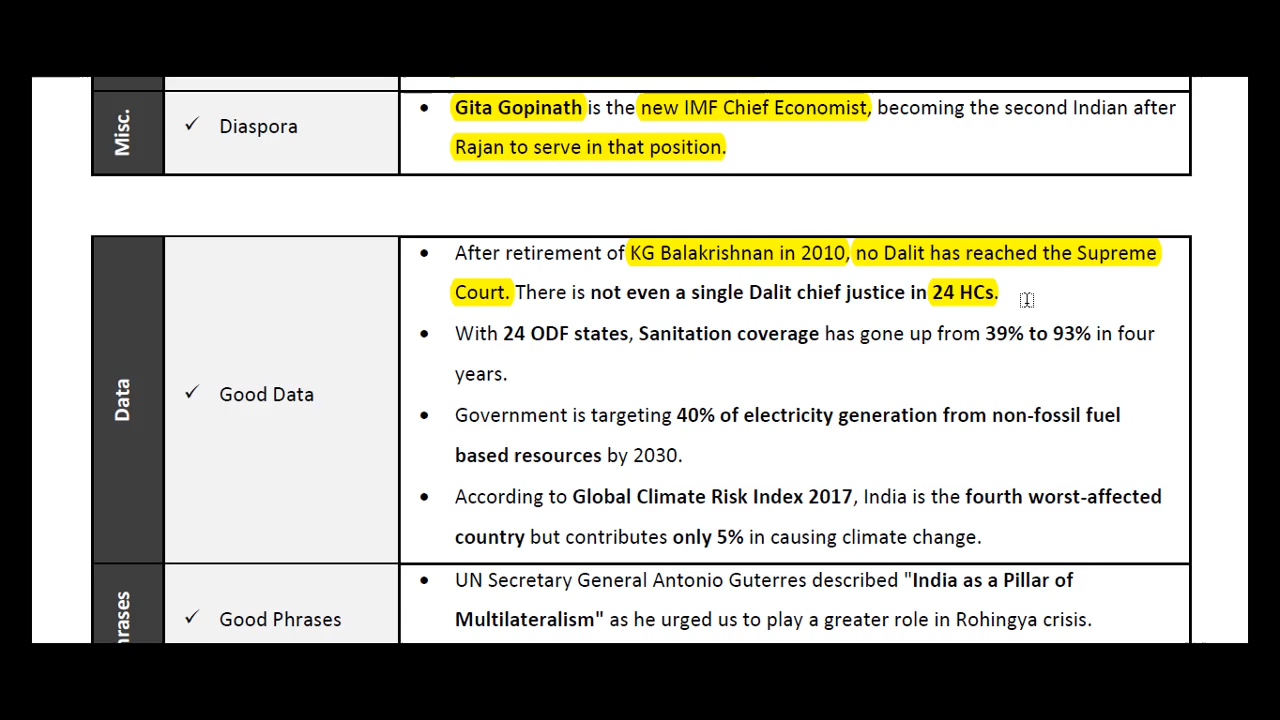 Misc.
✓ Diaspora
• Gita Gopinath is the new IMF Chief Economist, becoming the second Indian after
Rajan to serve in that position.
Data
✓ Good Data
• After retirement of KG Balakrishnan in 2010, no Dalit has reached the Supreme
Court. There is not even a single Dalit chief justice in 24 HCs.
• With 24 ODF states, Sanitation coverage has gone up from 39% to 93% in four
years.
• Government is targeting 40% of electricity generation from non-fossil fuel
based resources by 2030.
• According to Global Climate Risk Index 2017, India is the fourth worst-affected
country but contributes only 5% in causing climate change.
rases
✓ Good Phrases
• UN Secretary General Antonio Guterres described "India as a Pillar of
Multilateralism" as he urged us to play a greater role in Rohingya crisis.